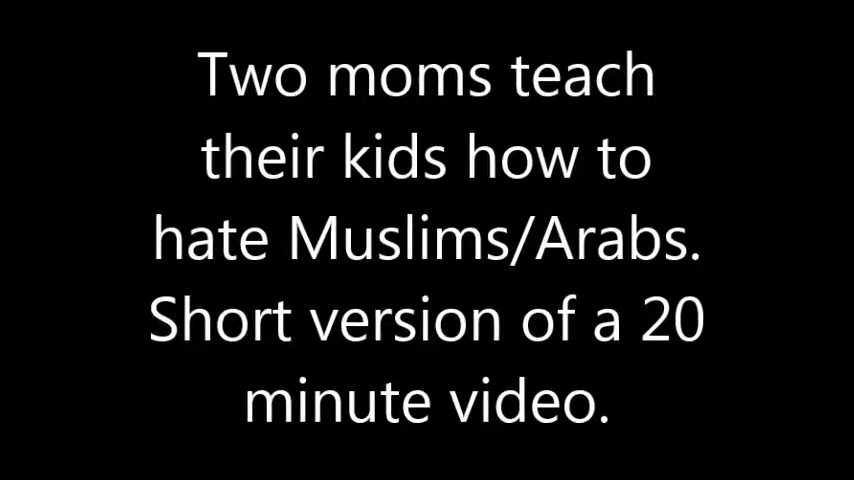 Two moms teach
their kids how to
hate Muslims/Arabs.
Short version of a 20
minute video.